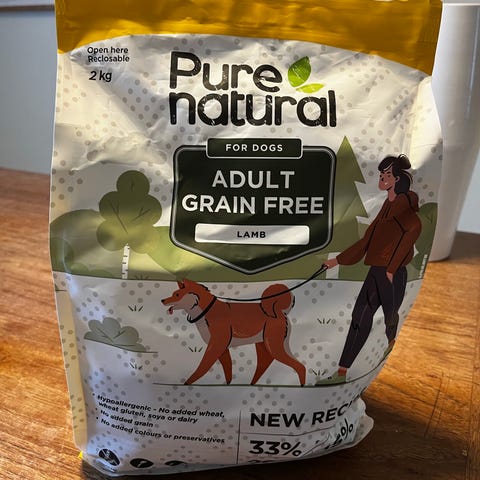 Open here
Reclosable
2 kg
Pure
natural
FOR DOGS
ADULT
GRAIN FREE
LAMB
• Hypoallergenic – No added wheat,
wheat gluten, soya or dairy
• No added grain
• No added colours or preservatives
NEW
33%